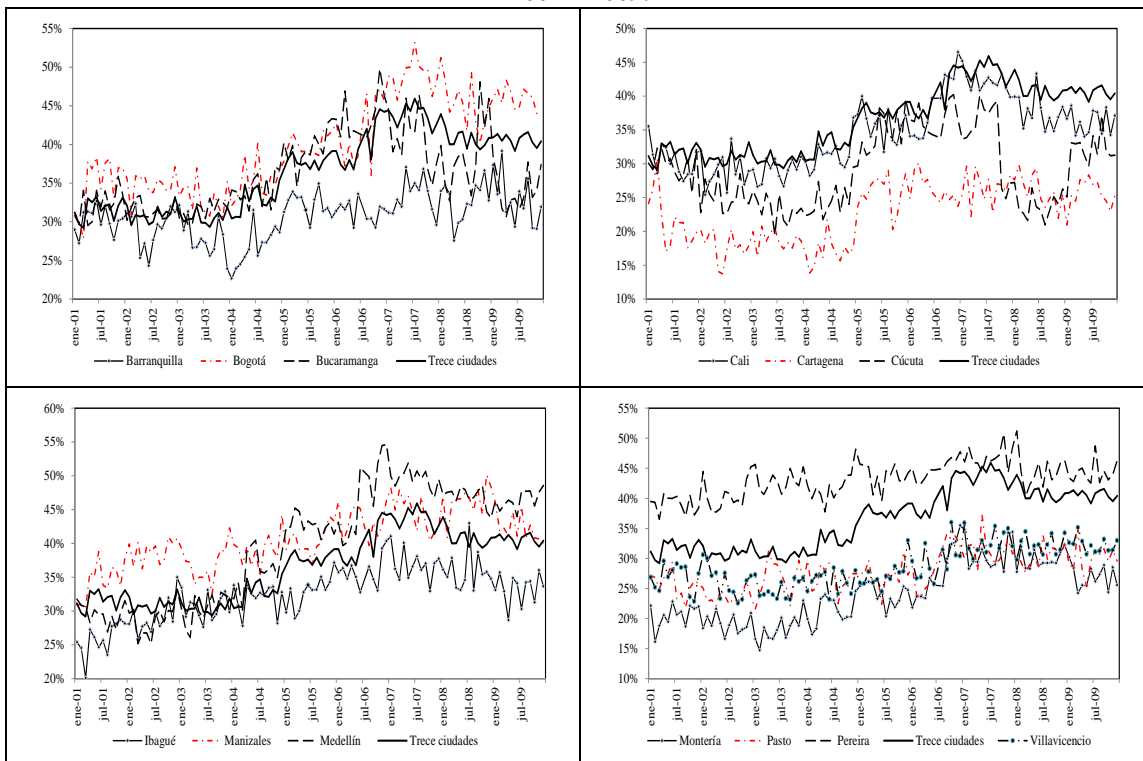 55%
50%
45%
40%
35%
30%
25%
20%
ene-01
jul-01
ene-02
jul-02
ene-03
jul-03
ene-04
jul-04
ene-05
jul-05
ene-06
jul-06
ene-07
jul-07
ene-08
jul-08
ene-09
jul-09
Barranquilla Bogotá Bucaramanga Trece ciudades
50%
45%
40%
35%
30%
25%
20%
15%
10%
ene-01
jul-01
ene-02
jul-02
ene-03
jul-03
ene-04
jul-04
ene-05
jul-05
ene-06
jul-06
ene-07
jul-07
ene-08
jul-08
ene-09
jul-09
Cali Cartagena Cúcuta Trece ciudades
60%
55%
50%
45%
40%
35%
30%
25%
20%
ene-01
jul-01
ene-02
jul-02
ene-03
jul-03
ene-04
jul-04
ene-05
jul-05
ene-06
jul-06
ene-07
jul-07
ene-08
jul-08
ene-09
jul-09
Ibagué Manizales Medellín Trece ciudades
55%
50%
45%
40%
35%
30%
25%
20%
15%
10%
ene-01
jul-01
ene-02
jul-02
ene-03
jul-03
ene-04
jul-04
ene-05
jul-05
ene-06
jul-06
ene-07
jul-07
ene-08
jul-08
ene-09
jul-09
Montería Pasto Pereira Trece ciudades Villavicencio